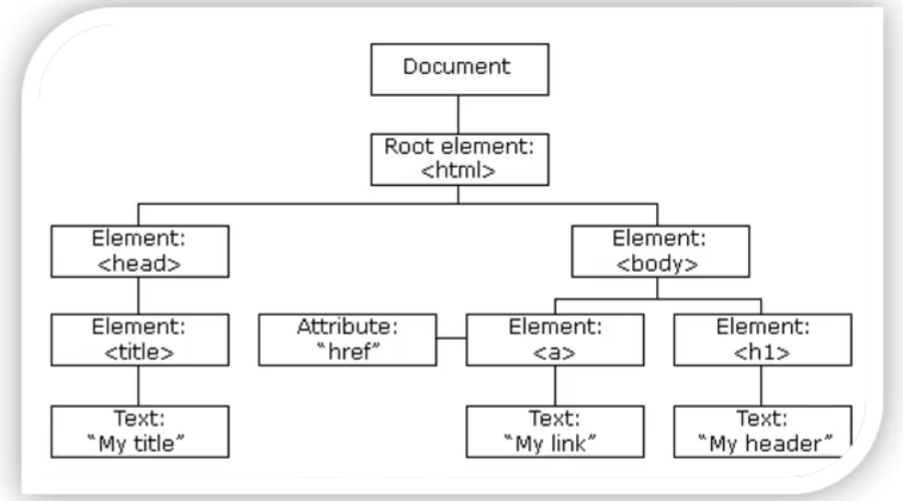 Document
Root element:
<html>
Element:
<head>
Element:
<body>
Element:
<title>
Attribute:
“href”
Element:
<a>
Element:
<h1>
Text:
“My title”
Text:
“My link”
Text:
“My header”